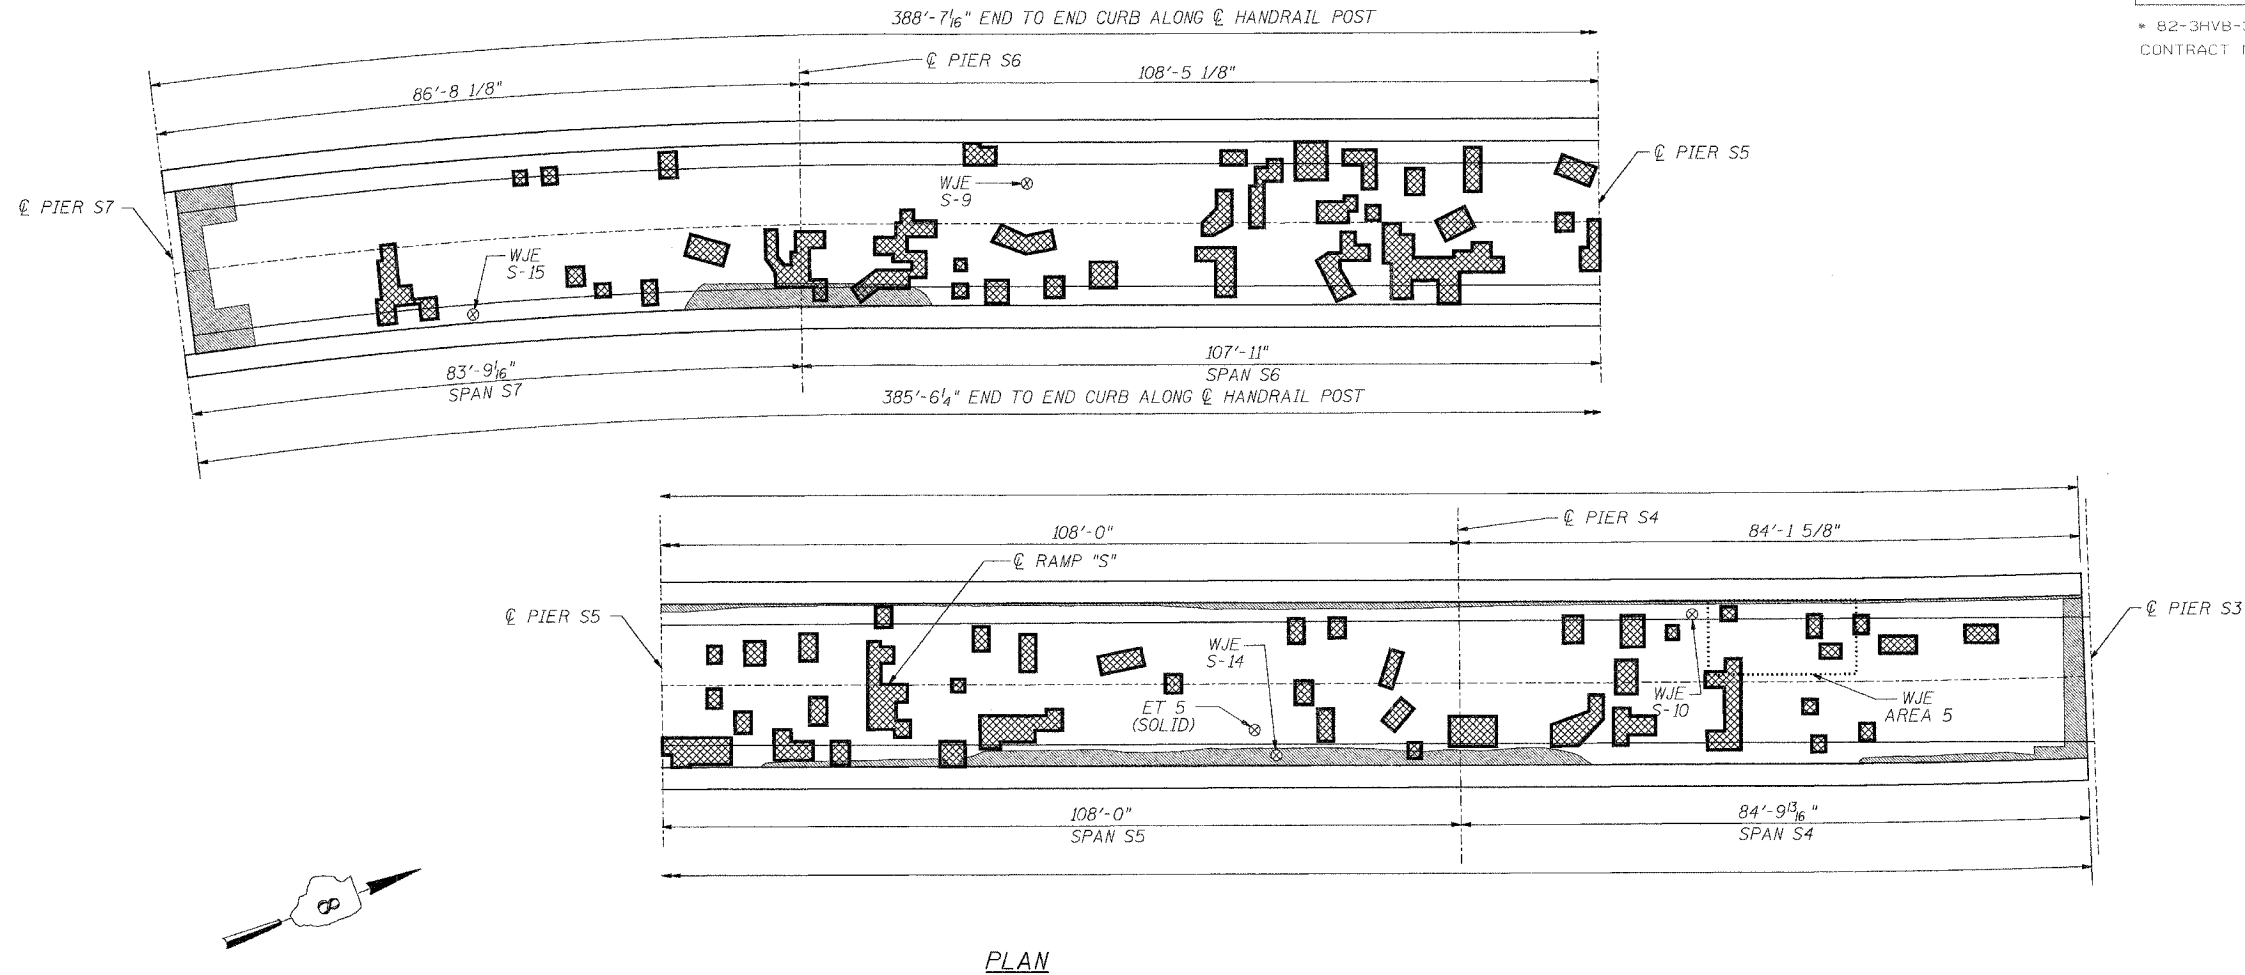 388'-7 1/16" END TO END CURB ALONG ℄ HANDRAIL POST
* 82-3HVB-
CONTRACT
℄ PIER S6
86'-8 1/8"
108'-5 1/8"
℄ PIER S5
WJE
S-9
℄ PIER S7
WJE
S-15
107'-11"
SPAN S6
83'-9 1/16"
SPAN S7
385'-6 1/4" END TO END CURB ALONG ℄ HANDRAIL POST
℄ PIER S4
108'-0"
84'-1 5/8"
℄ RAMP "S"
℄ PIER S5
℄ PIER S3
WJE
S-14
WJE
S-10
WJE
AREA 5
ET 5
(SOLID)
108'-0"
SPAN S5
84'-9 13/16"
SPAN S4
8
PLAN